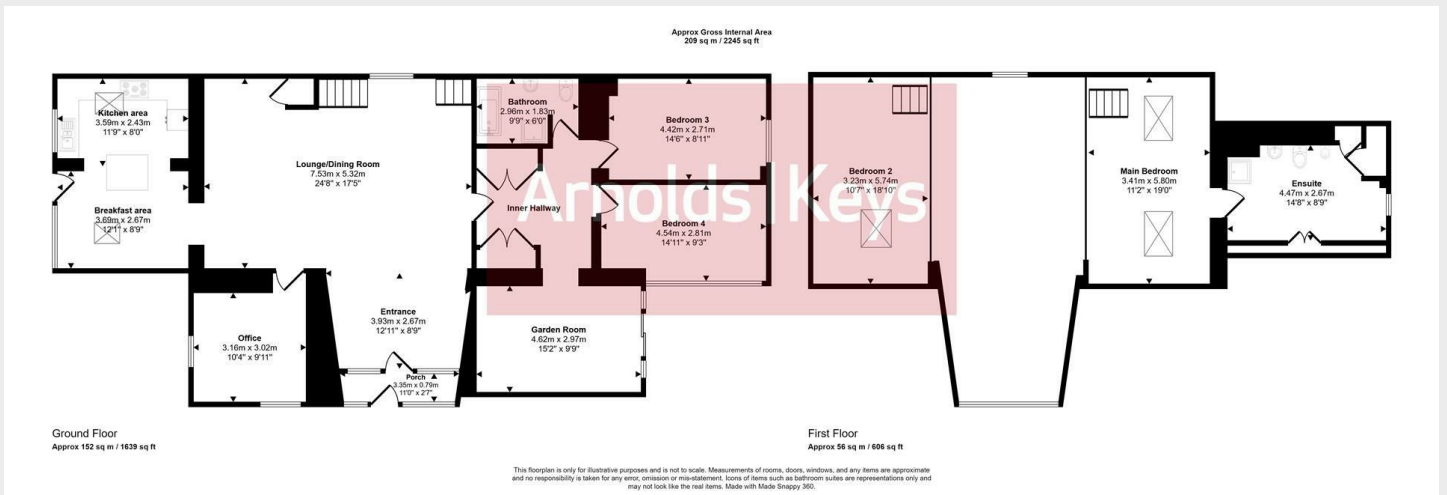 Approx Gross Internal Area
209 sq m / 2245 sq ft
Kitchen area
3.59m x 2.43m
11'9" x 8'0"
Breakfast area
3.69m x 2.67m
12'1" x 8'9"
Lounge/Dining Room
7.53m x 5.32m
24'8" x 17'5"
Office
3.16m x 3.02m
10'4" x 9'11"
Entrance
3.93m x 2.67m
12'11" x 8'9"
Porch
3.35m x 0.79m
11'0" x 2'7"
Bathroom
2.96m x 1.83m
9'9" x 6'0"
Inner Hallway
Bedroom 3
4.42m x 2.71m
14'6" x 8'11"
Bedroom 4
4.54m x 2.81m
14'11" x 9'3"
Garden Room
4.62m x 2.97m
15'2" x 9'9"
Arnolds | Keys
Bedroom 2
3.23m x 5.74m
10'7" x 18'10"
Main Bedroom
3.41m x 5.80m
11'2" x 19'0"
Ensuite
4.47m x 2.67m
14'8" x 8'9"
Ground Floor
Approx 152 sq m / 1639 sq ft
First Floor
Approx 56 sq m / 606 sq ft
This floorplan is only for illustrative purposes and is not to scale. Measurements of rooms, doors, windows, and any items are approximate
and no responsibility is taken for any error, omission or mis-statement. Icons of items such as bathroom suites are representations only and
may not look like the real items. Made with Made Snappy 360.